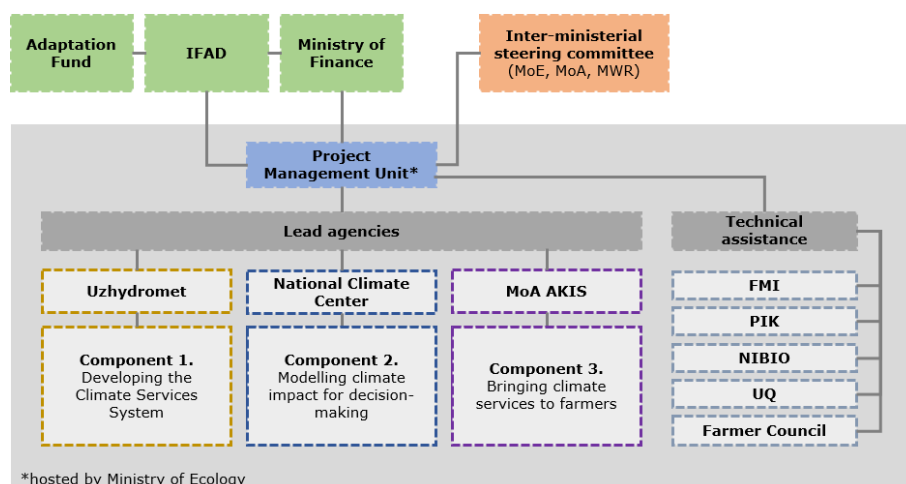 Adaptation
Fund
IFAD
Ministry of
Finance
Inter-ministerial
steering committee
(MoE, MoA, MWR)
Project
Management Unit*
Lead agencies
Technical
assistance
Uzhydromet
National Climate
Center
MoA AKIS
Component 1.
Developing the
Climate Services
System
Component 2.
Modelling climate
impact for decision-
making
Component 3.
Bringing climate
services to farmers
FMI
PIK
NIBIO
UQ
Farmer Council
*hosted by Ministry of Ecology